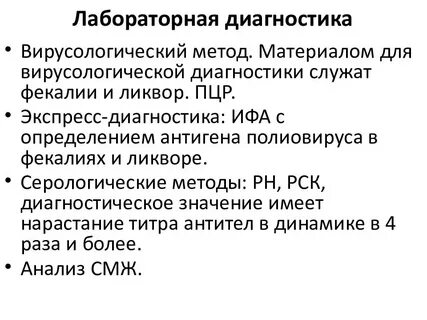 Лабораторная диагностика
• Вирусологический метод. Материалом для
вирусологической диагностики служат
фекалии и ликвор. ПЦР.
• Экспресс-диагностика: ИФА с
определением антигена полиовируса в
фекалиях и ликворе.
• Серологические методы: РН, РСК,
диагностическое значение имеет
нарастание титра антител в динамике в 4
раза и более.
• Анализ СМЖ.